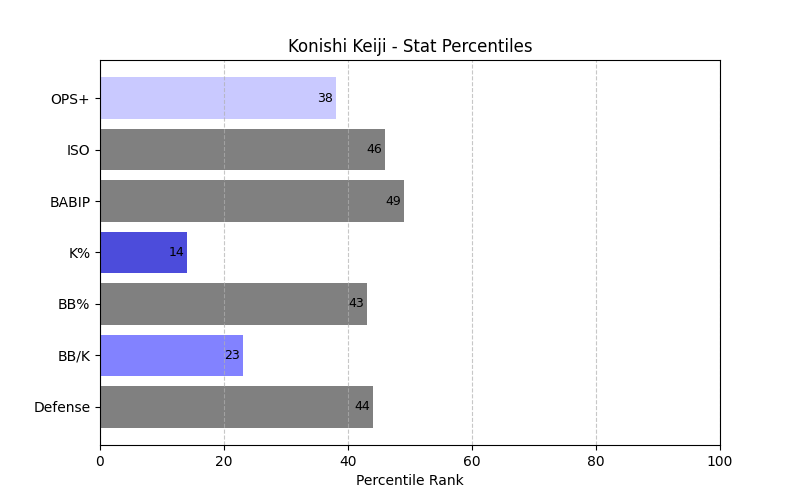 Konishi Keiji - Stat Percentiles
OPS+ 38
ISO 46
BABIP 49
K% 14
BB% 43
BB/K 23
Defense 44
0 20 40 60 80 100
Percentile Rank